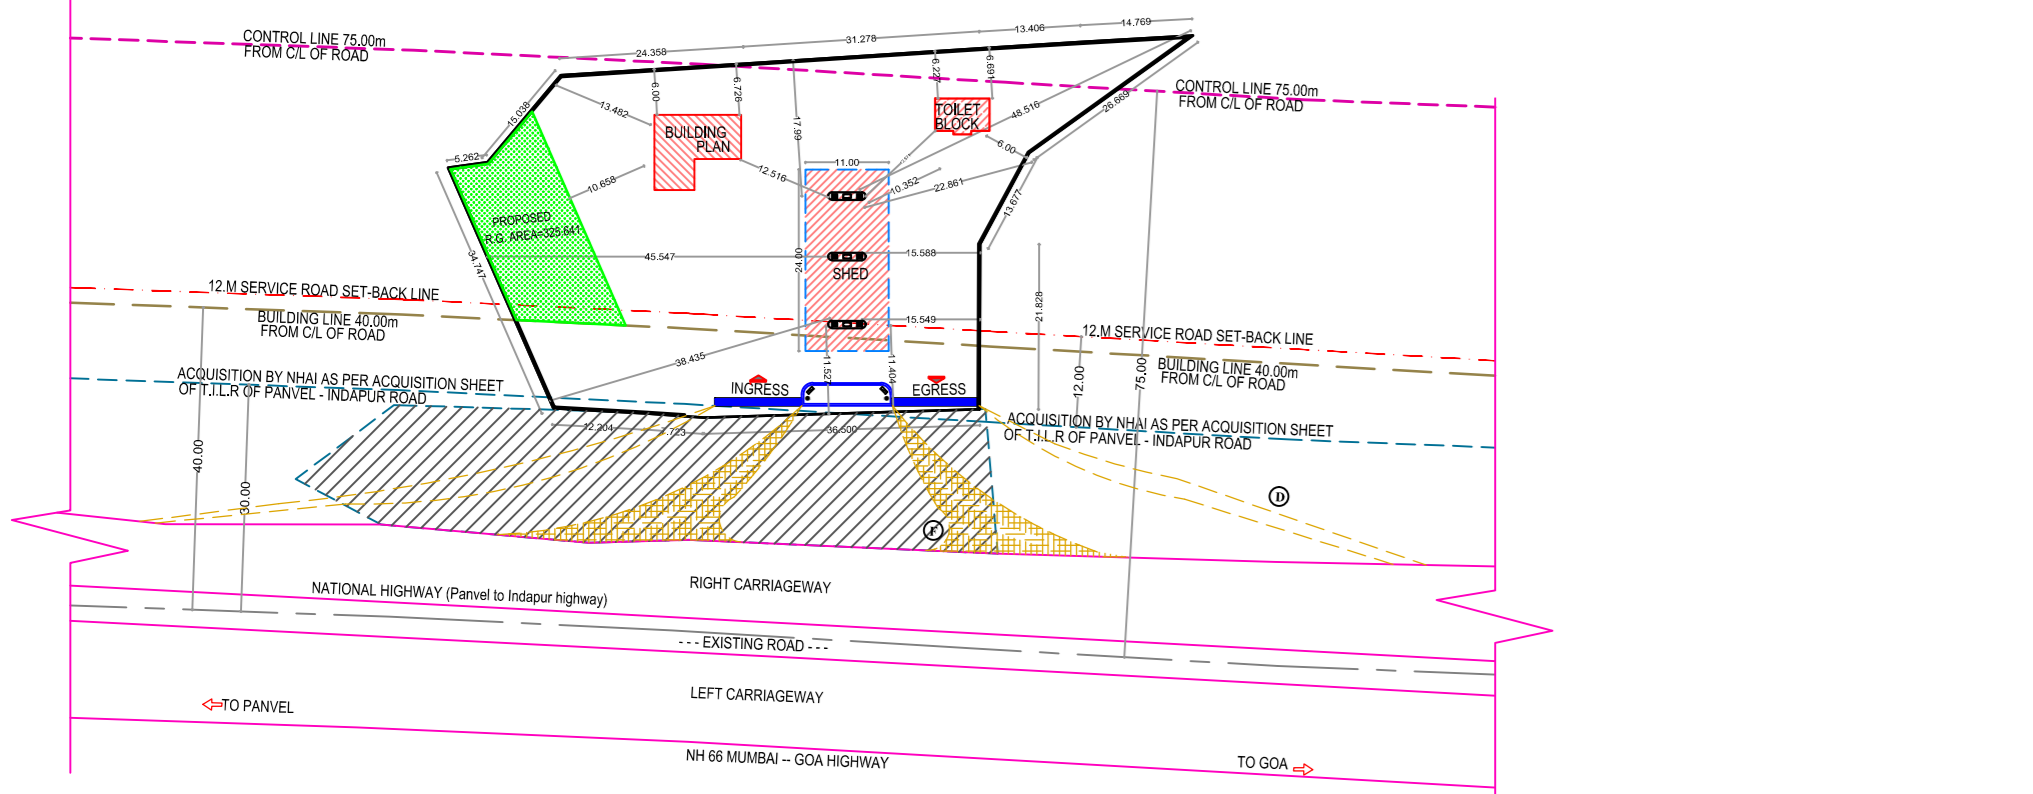 14.769
13.406
31.278
24.358
CONTROL LINE 75.00m
FROM C/L OF ROAD
6.227
6.691
6.00
6.726
CONTROL LINE 75.00m
FROM C/L OF ROAD
15.038
13.482
17.99
TOILET
BLOCK
48.516
26.669
BUILDING
PLAN
6.00
5.262
11.00
12.516
10.658
10.352
22.861
13.677
PROPOSED
R.G. AREA=325.641
34.747
45.547
24.00
15.588
SHED
21.828
12.M SERVICE ROAD SET-BACK LINE
BUILDING LINE 40.00m
FROM C/L OF ROAD
15.549
12.M SERVICE ROAD SET-BACK LINE
BUILDING LINE 40.00m
FROM C/L OF ROAD
38.435
11.404
12.00
75.00
ACQUISITION BY NHAI AS PER ACQUISITION SHEET
OF T.I.L.R OF PANVEL - INDAPUR ROAD
INGRESS
EGRESS
12.204
36.500
ACQUISITION BY NHAI AS PER ACQUISITION SHEET
OF T.I.L.R OF PANVEL - INDAPUR ROAD
40.00
30.00
D
F
RIGHT CARRIAGEWAY
NATIONAL HIGHWAY (Panvel to Indapur highway)
- - - EXISTING ROAD - - -
LEFT CARRIAGEWAY
TO PANVEL
NH 66 MUMBAI -- GOA HIGHWAY
TO GOA